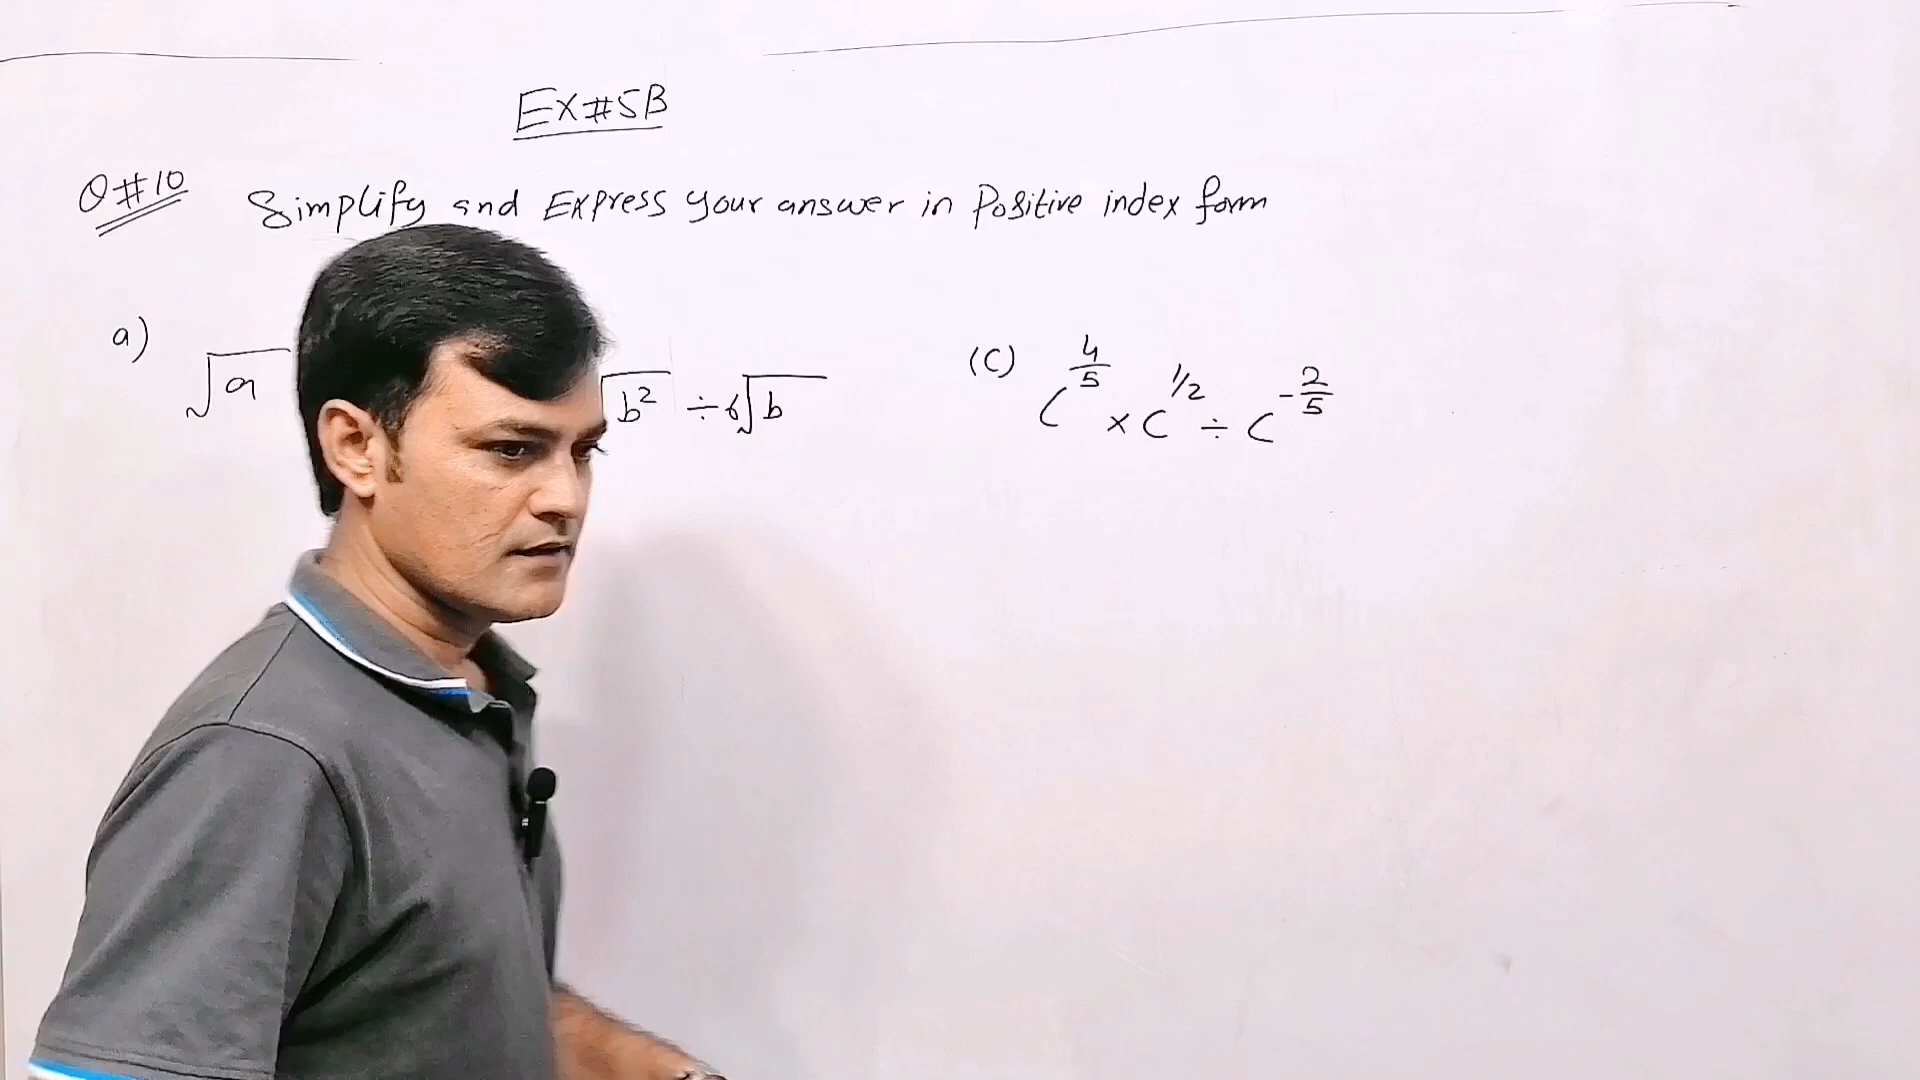 EX#5B
Q#10 Simplify and Express your answer in Positive index form
a) √a √b² ÷ ⁶√b (C) C^(4/5) × C^(1/2) ÷ C^(-2/5)